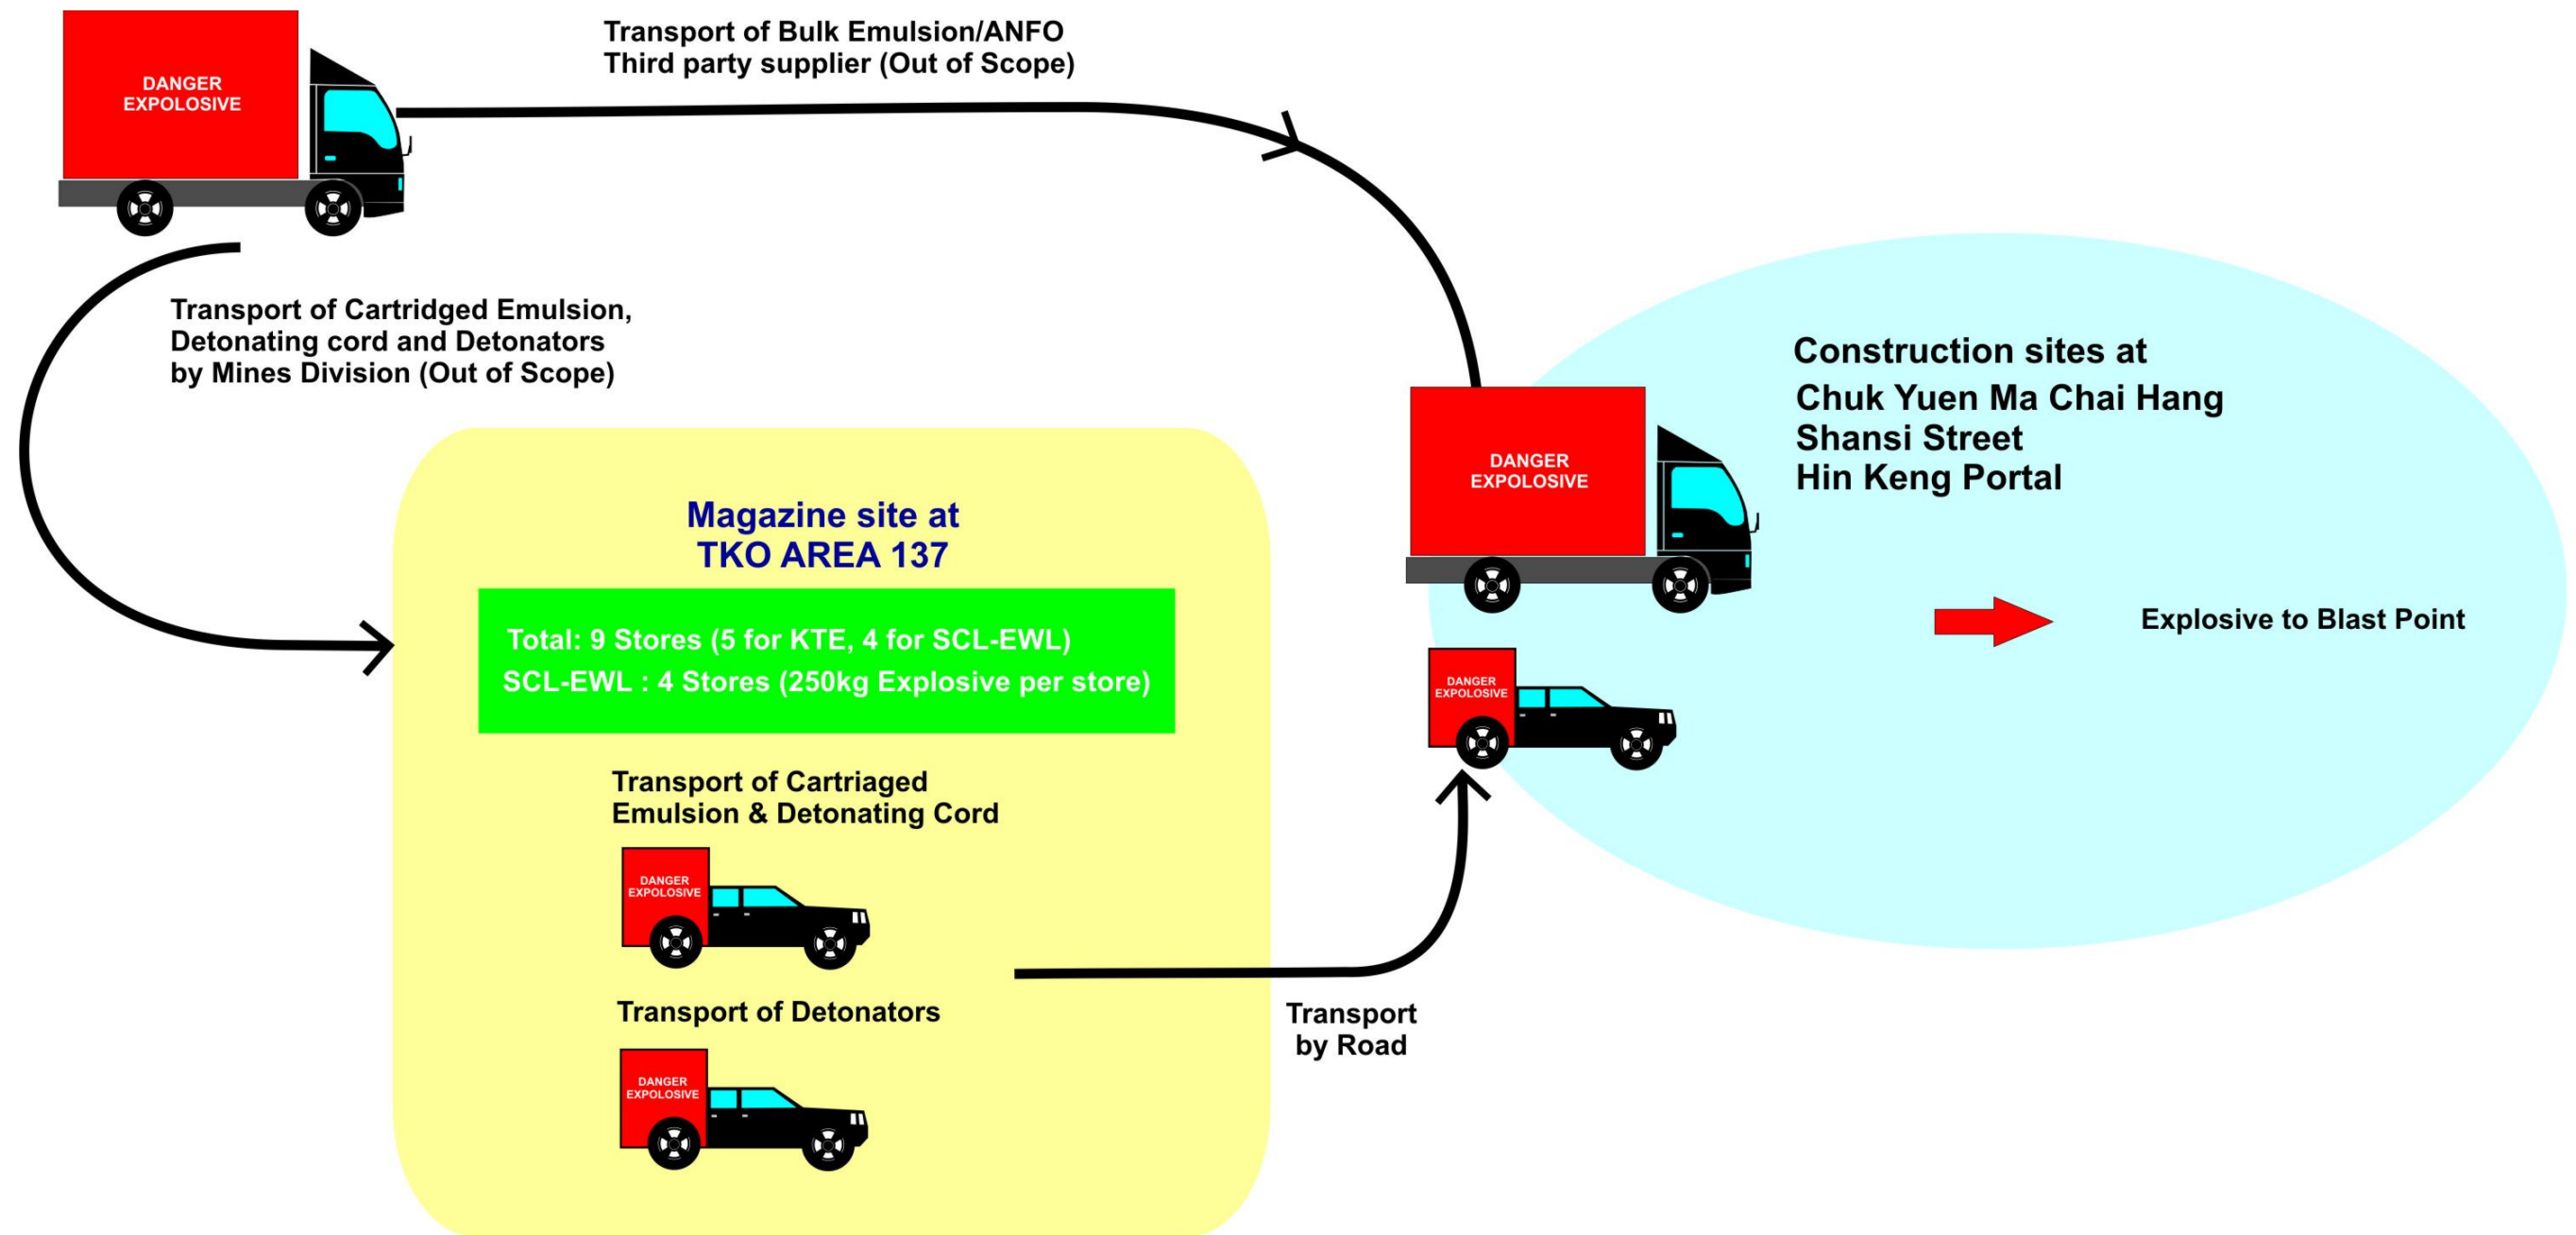 DANGER
EXPOLOSIVE
Transport of Bulk Emulsion/ANFO
Third party supplier (Out of Scope)
Transport of Cartridged Emulsion,
Detonating cord and Detonators
by Mines Division (Out of Scope)
Construction sites at
Chuk Yuen Ma Chai Hang
Shansi Street
Hin Keng Portal
DANGER
EXPOLOSIVE
Magazine site at
TKO AREA 137
Total: 9 Stores (5 for KTE, 4 for SCL-EWL)
SCL-EWL : 4 Stores (250kg Explosive per store)
Explosive to Blast Point
DANGER
EXPOLOSIVE
Transport of Cartriaged
Emulsion & Detonating Cord
DANGER
EXPOLOSIVE
Transport of Detonators
Transport
by Road
DANGER
EXPOLOSIVE